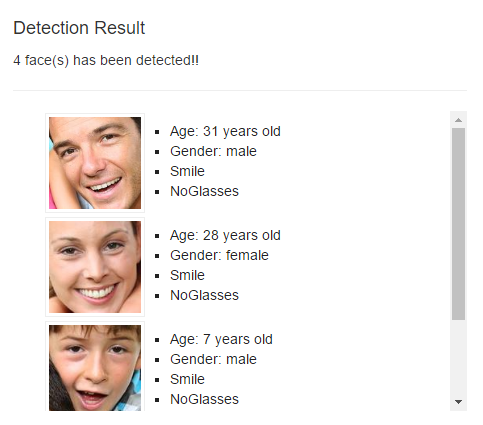 Detection Result
4 face(s) has been detected!!
Age: 31 years old
Gender: male
Smile
NoGlasses
Age: 28 years old
Gender: female
Smile
NoGlasses
Age: 7 years old
Gender: male
Smile
NoGlasses